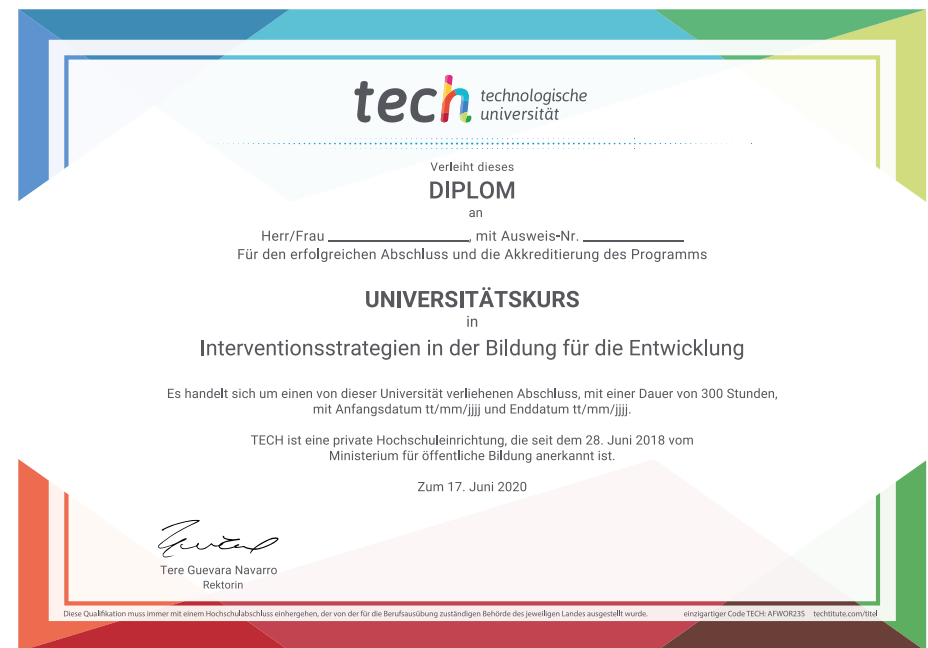 tech technologische
universität
Verleiht dieses
DIPLOM
an
Herr/Frau ____________________, mit Ausweis-Nr. ______________
Für den erfolgreichen Abschluss und die Akkreditierung des Programms
UNIVERSITÄTSKURS
in
Interventionsstrategien in der Bildung für die Entwicklung
Es handelt sich um einen von dieser Universität verliehenen Abschluss, mit einer Dauer von 300 Stunden,
mit Anfangsdatum tt/mm/jjjj und Enddatum tt/mm/jjjj.
TECH ist eine private Hochschuleinrichtung, die seit dem 28. Juni 2018 vom
Ministerium für öffentliche Bildung anerkannt ist.
Zum 17. Juni 2020
Tere Guevara Navarro
Rektorin
Diese Qualifikation muss immer mit einem Hochschulabschluss einhergehen, der von der für die Berufsausübung zuständigen Behörde des jeweiligen Landes ausgestellt wurde. einzigartiger Code TECH: AFWOR23S techtitute.com/titel